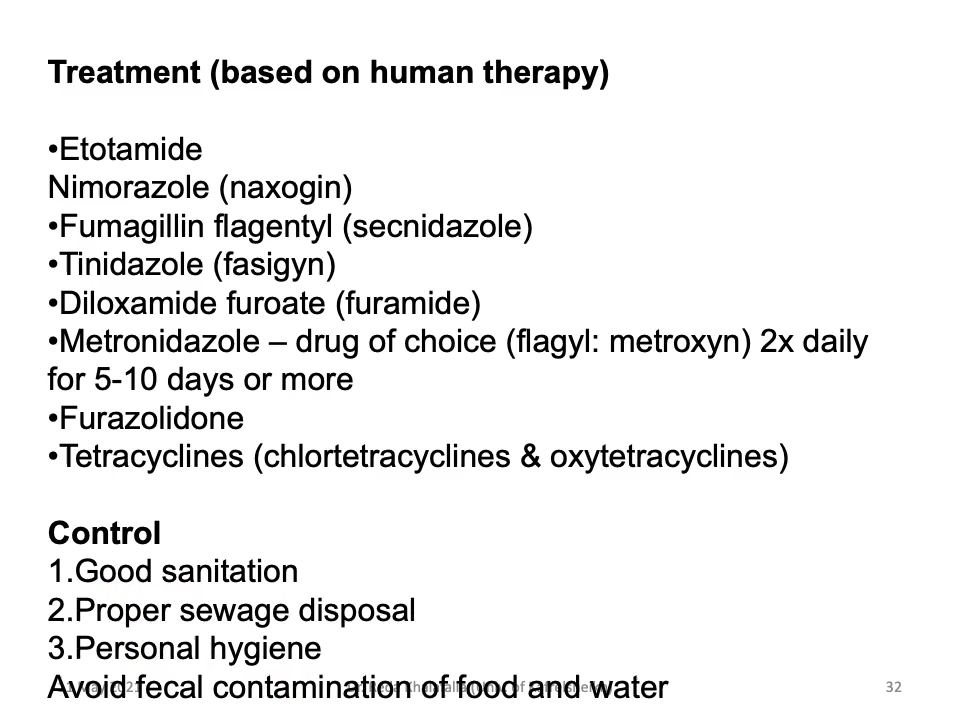 Treatment (based on human therapy)
•Etotamide
Nimorazole (naxogin)
•Fumagillin flagentyl (secnidazole)
•Tinidazole (fasigyn)
•Diloxamide furoate (furamide)
•Metronidazole – drug of choice (flagyl: metroxyn) 2x daily
for 5-10 days or more
•Furazolidone
•Tetracyclines (chlortetracyclines & oxytetracyclines)
Control
1.Good sanitation
2.Proper sewage disposal
3.Personal hygiene
Avoid fecal contamination of food and water
32